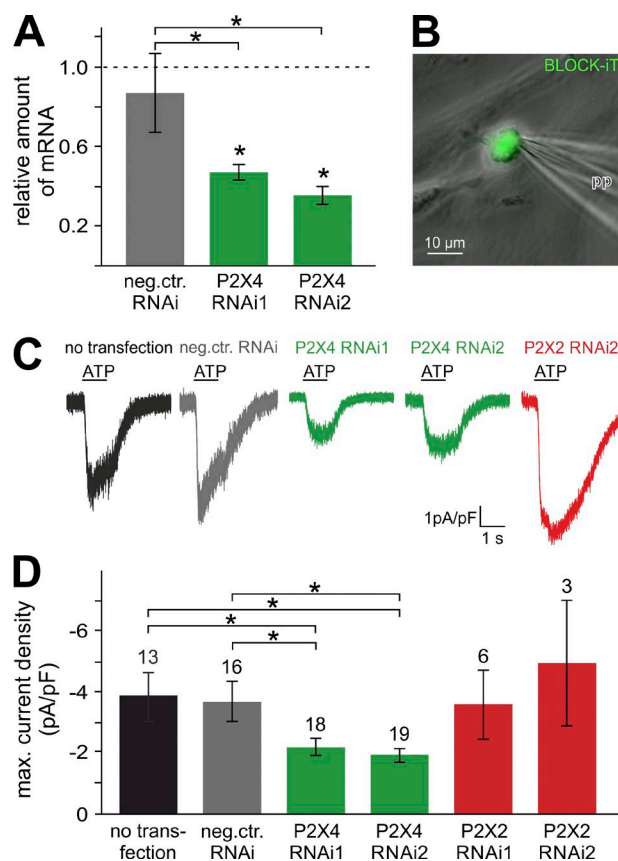 A
*
*
1.0
0.6
0.2
*
*
relative amount
of mRNA
neg.ctr.
RNAi
P2X4
RNAi1
P2X4
RNAi2
B
BLOCK-iT
pp
10 µm
C
no transfection
neg.ctr. RNAi
P2X4 RNAi1
P2X4 RNAi2
P2X2 RNAi2
ATP
ATP
ATP
ATP
ATP
1pA/pF
1 s
D
*
*
*
*
-6
-4
-2
0
max. current density
(pA/pF)
13
16
18
19
6
3
no trans-
fection
neg.ctr.
RNAi
P2X4
RNAi1
P2X4
RNAi2
P2X2
RNAi1
P2X2
RNAi2